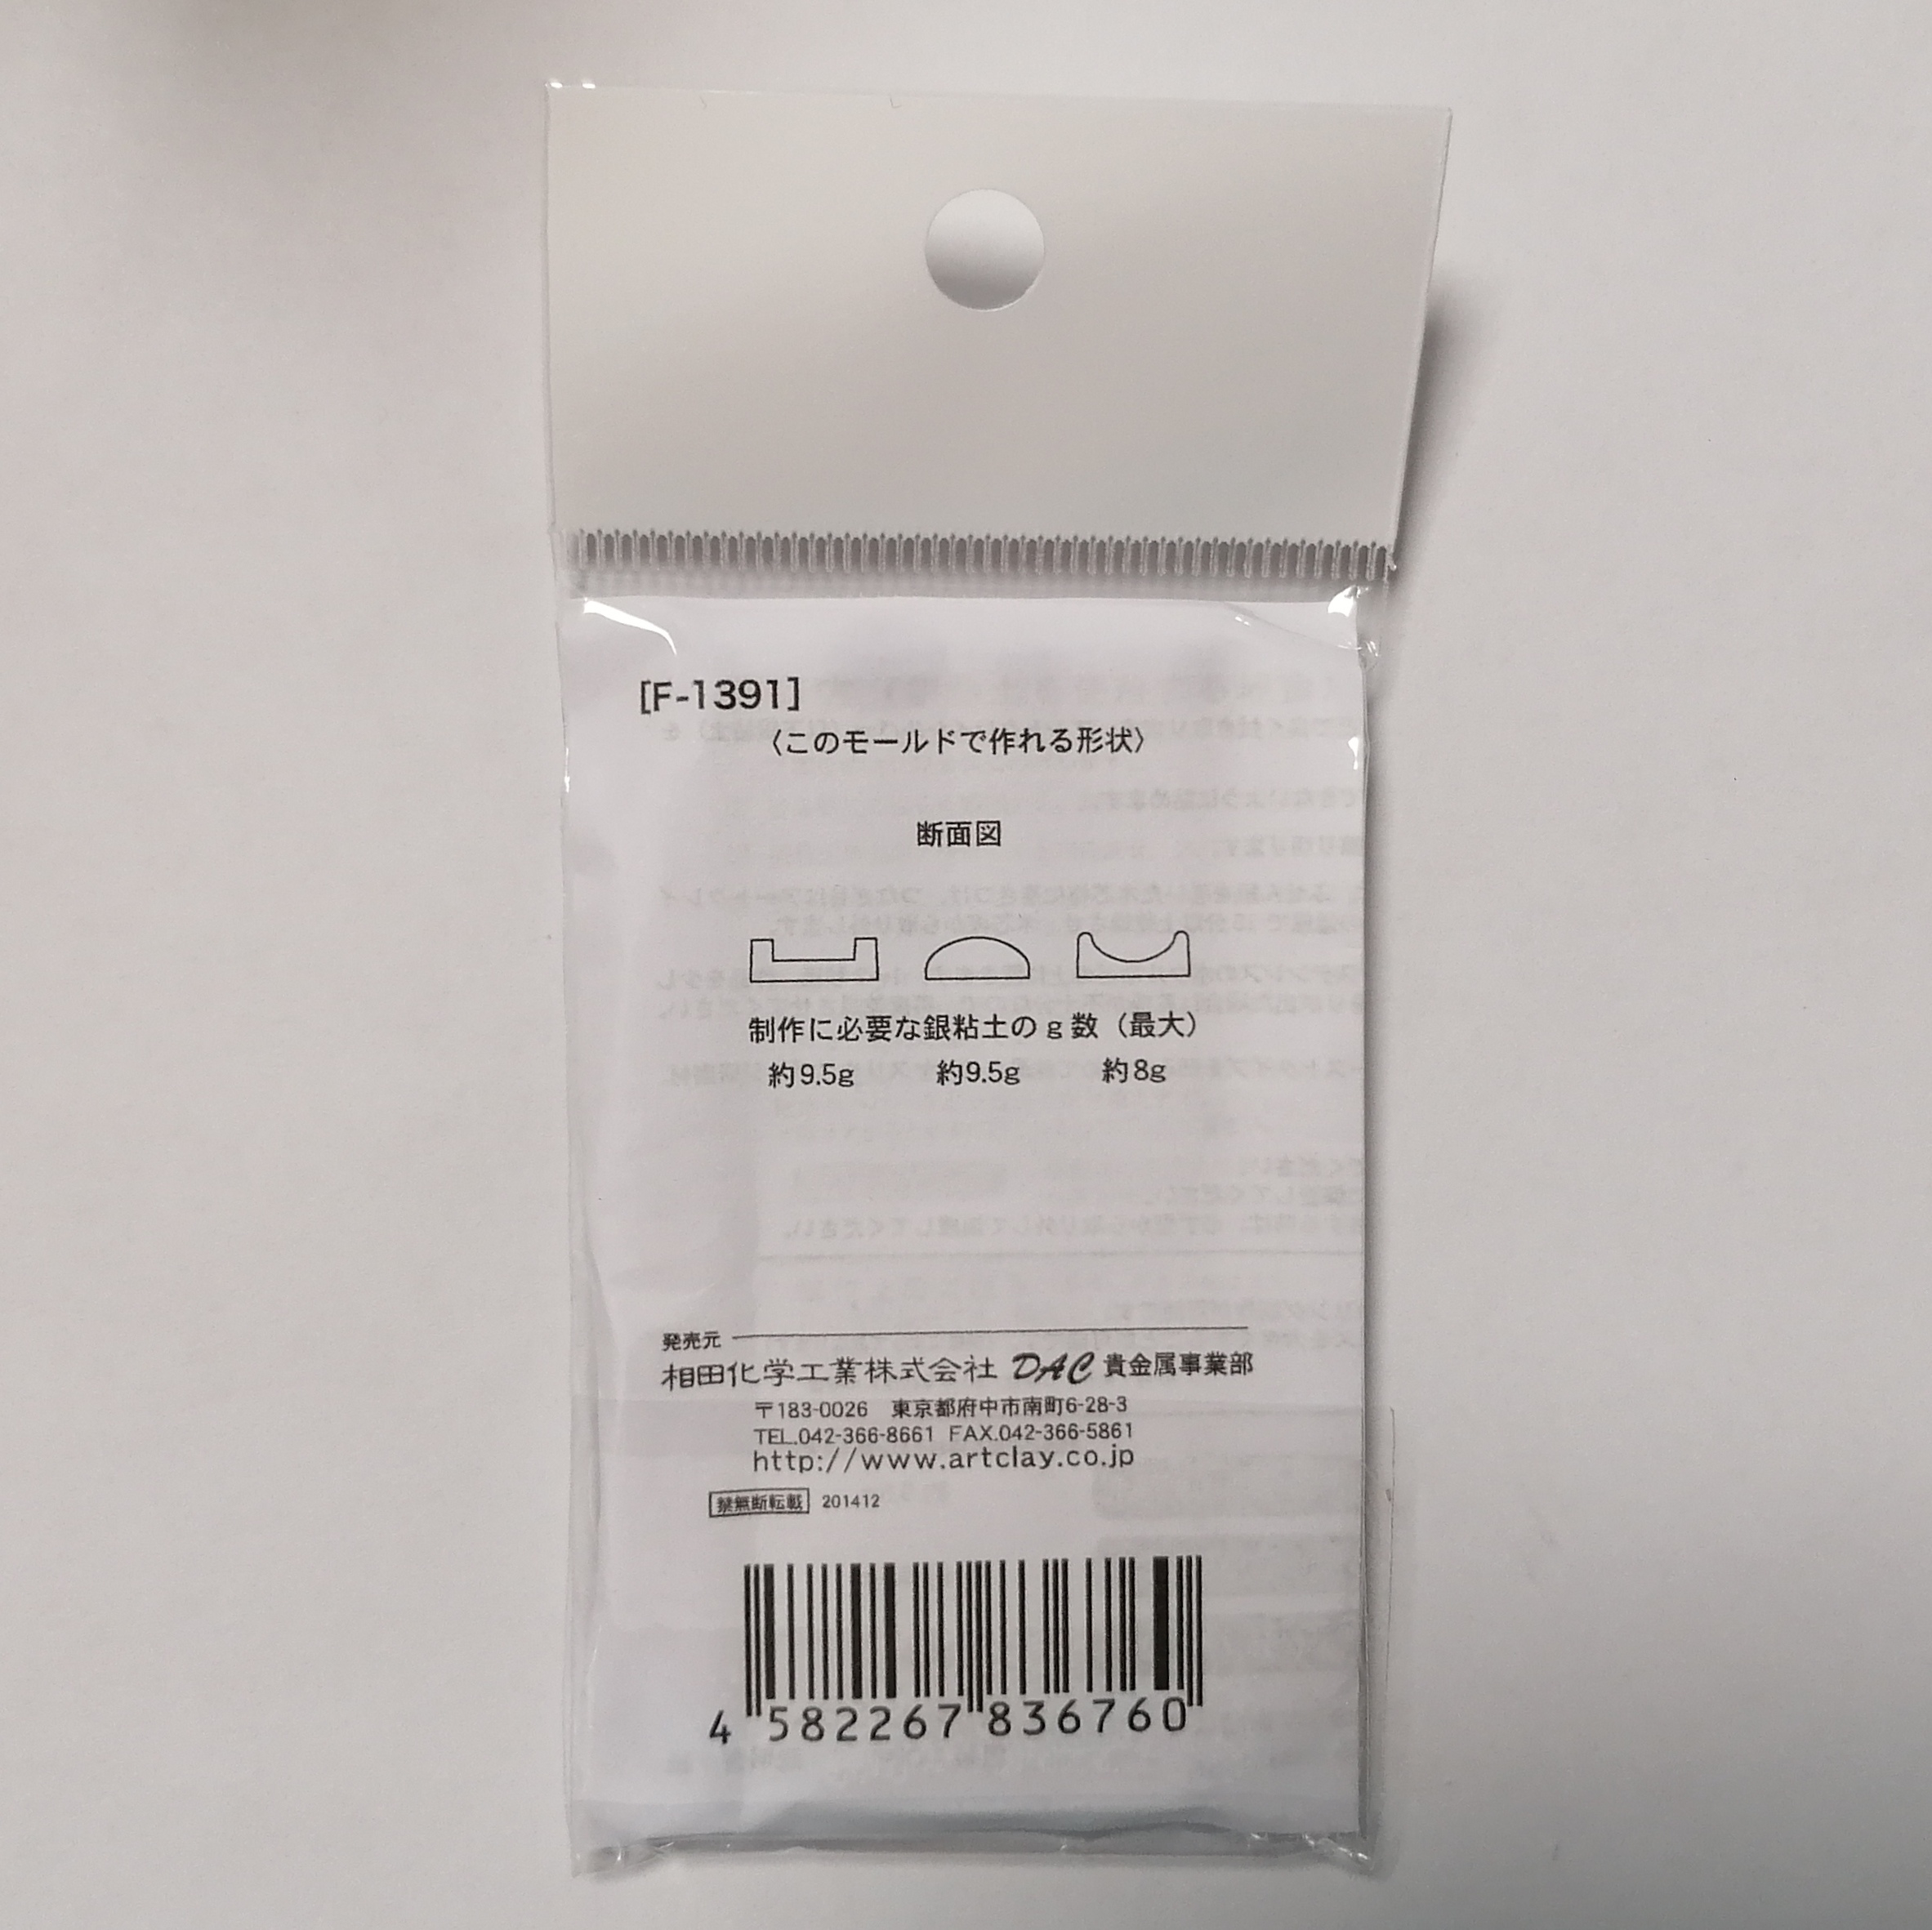 [F-1391]
〈このモールドで作れる形状〉
断面図
制作に必要な銀粘土のg数（最大）
約9.5g 約9.5g 約8g
発売元
相田化学工業株式会社 DAC 貴金属事業部
〒183-0026 東京都府中市南町6-28-3
TEL.042-366-8661 FAX.042-366-5861
http://www.artclay.co.jp
禁無断転載 201412
4 582267 836760